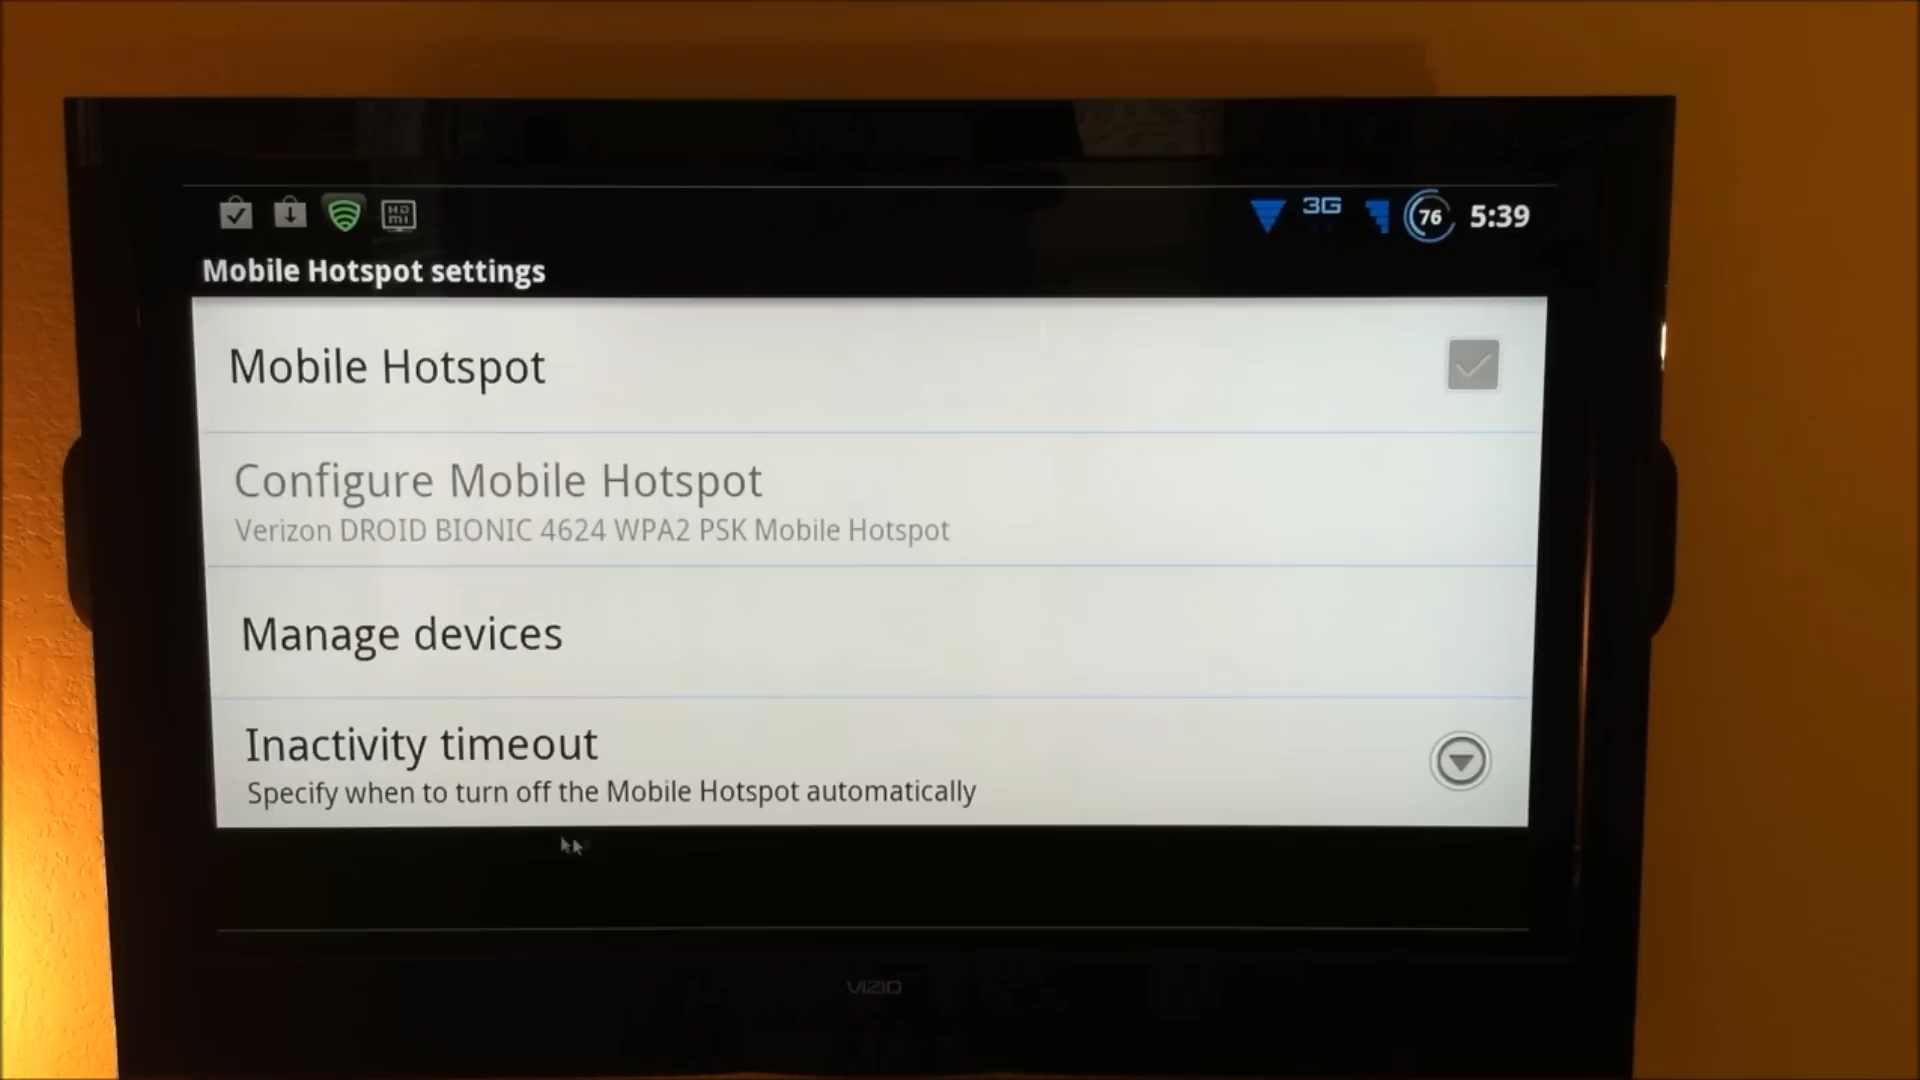 HDMI 3G 76 5:39
Mobile Hotspot settings
Mobile Hotspot
Configure Mobile Hotspot
Verizon DROID BIONIC 4624 WPA2 PSK Mobile Hotspot
Manage devices
Inactivity timeout
Specify when to turn off the Mobile Hotspot automatically
VIZIO